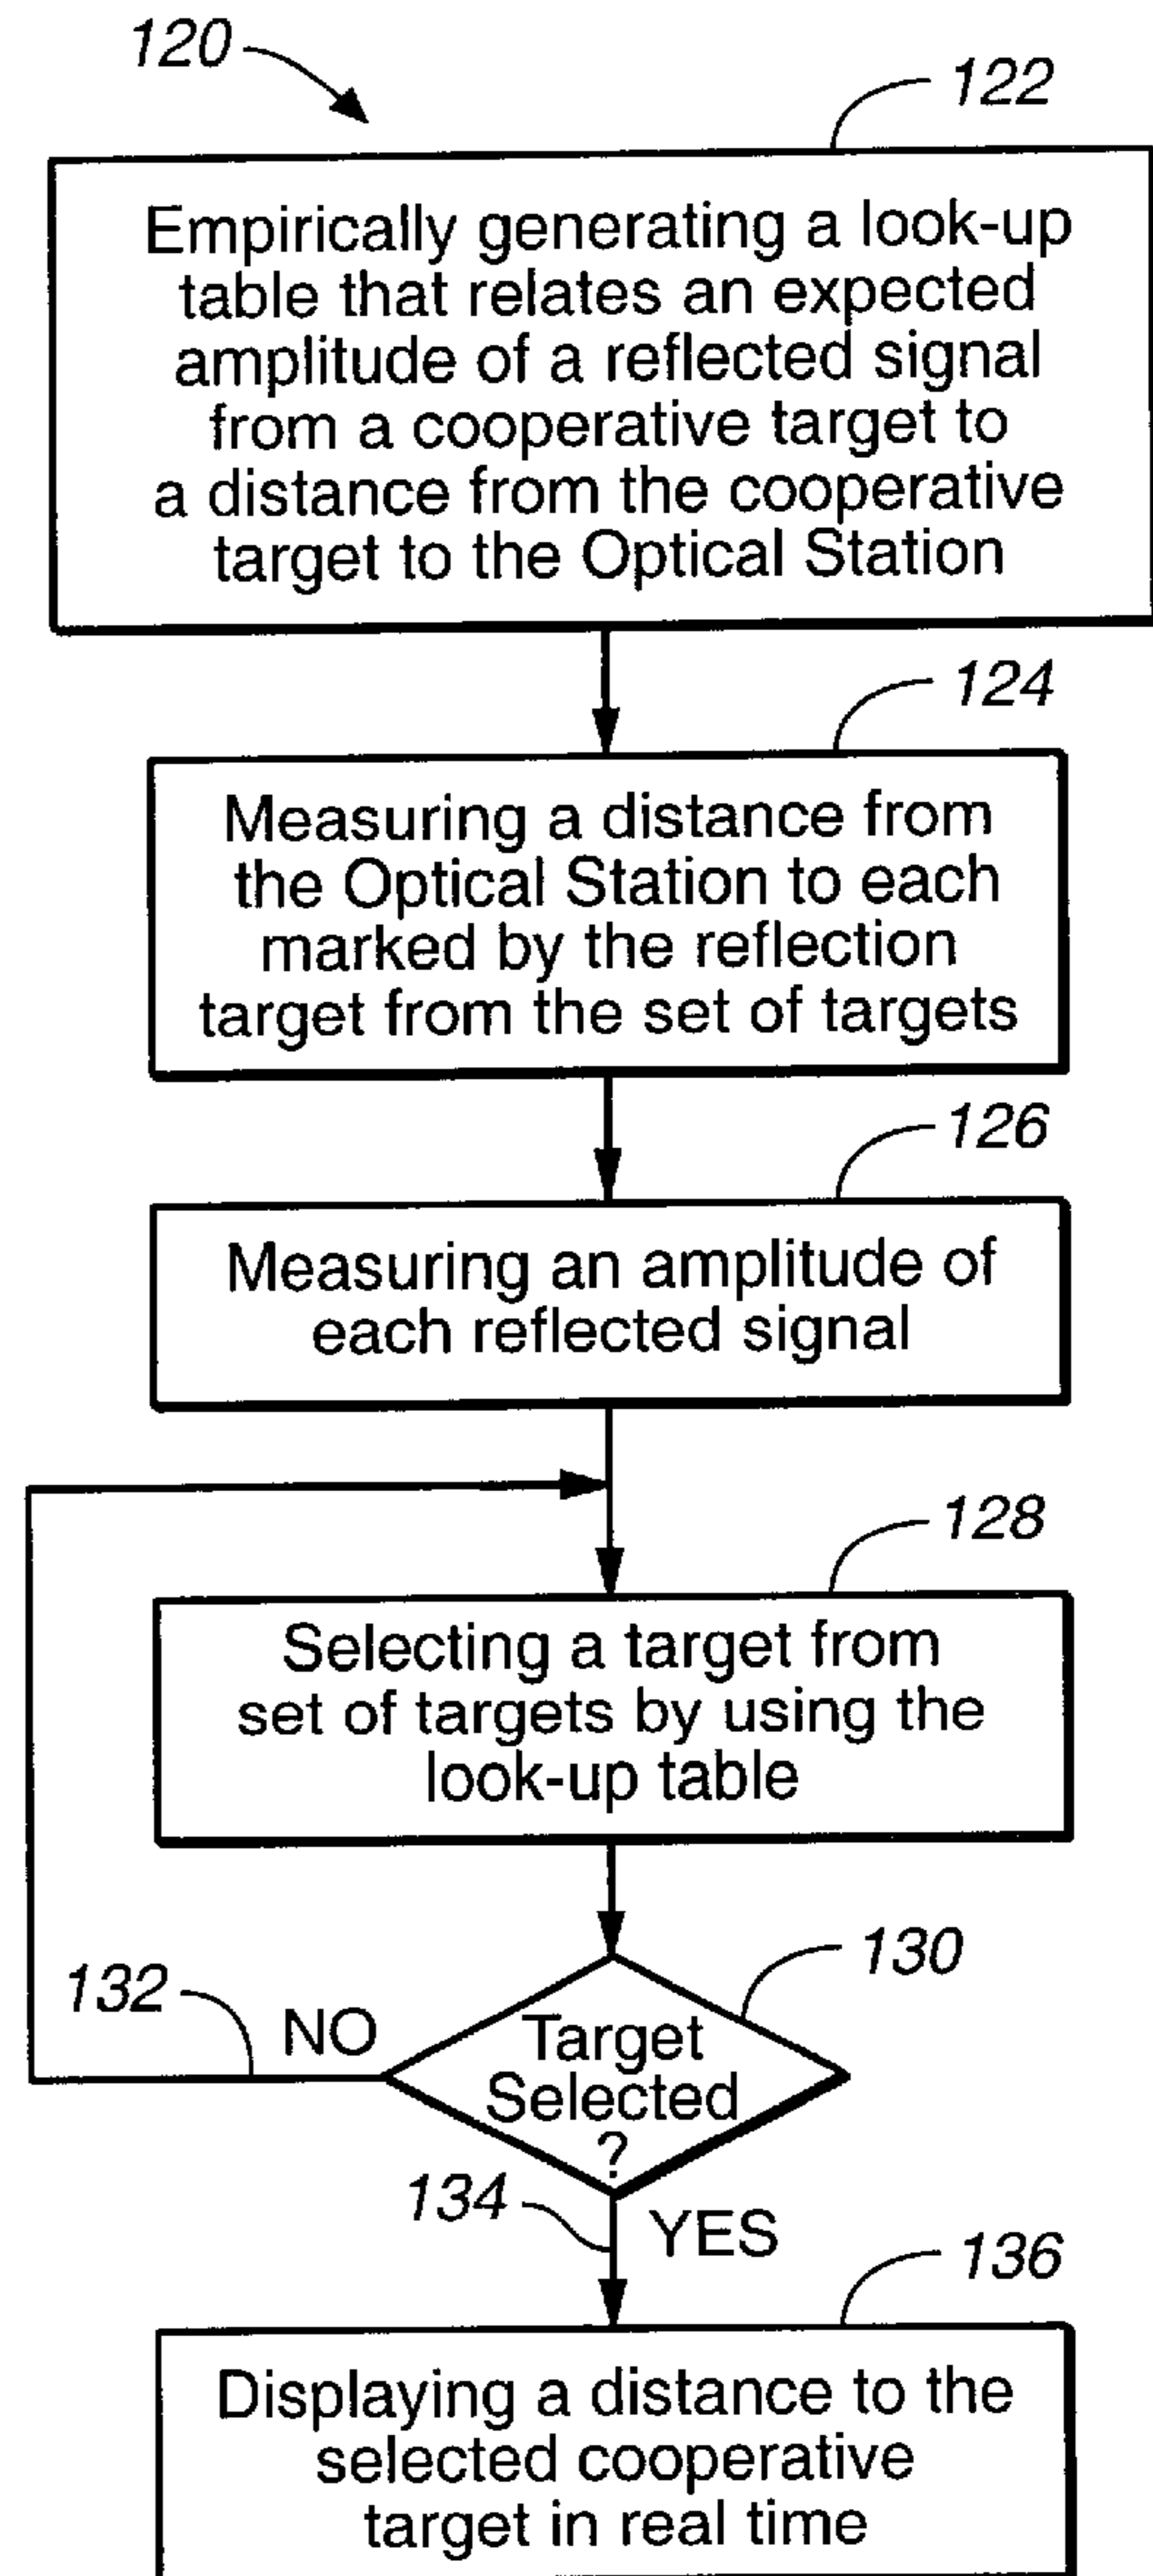 120
122
Empirically generating a look-up
table that relates an expected
amplitude of a reflected signal
from a cooperative target to
a distance from the cooperative
target to the Optical Station
124
Measuring a distance from
the Optical Station to each
marked by the reflection
target from the set of targets
126
Measuring an amplitude of
each reflected signal
128
Selecting a target from
set of targets by using the
look-up table
130
132
NO
Target
Selected
?
134
YES
136
Displaying a distance to the
selected cooperative
target in real time